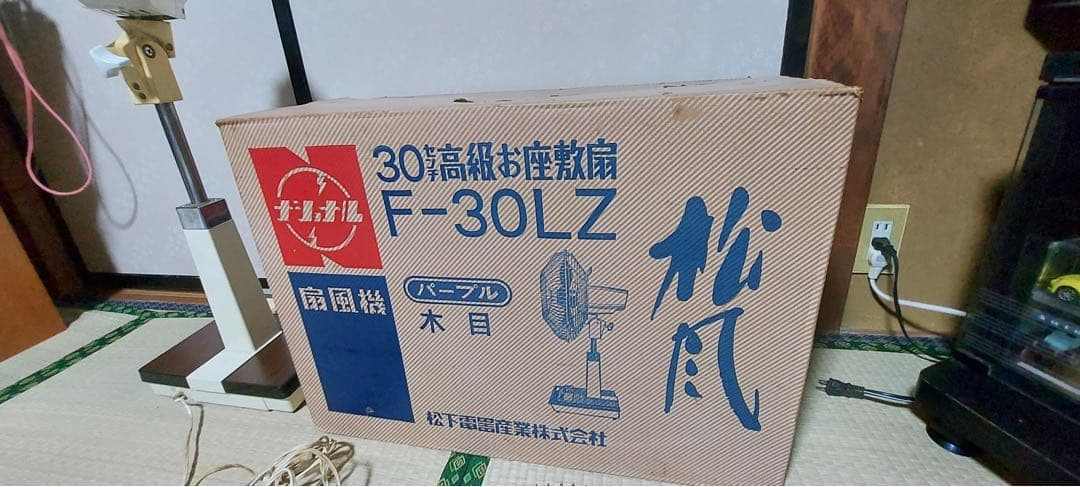 ナショナル
扇風機
30センチ高級お座敷扇
F-30LZ
パープル
木目
松下電器産業株式会社
松風